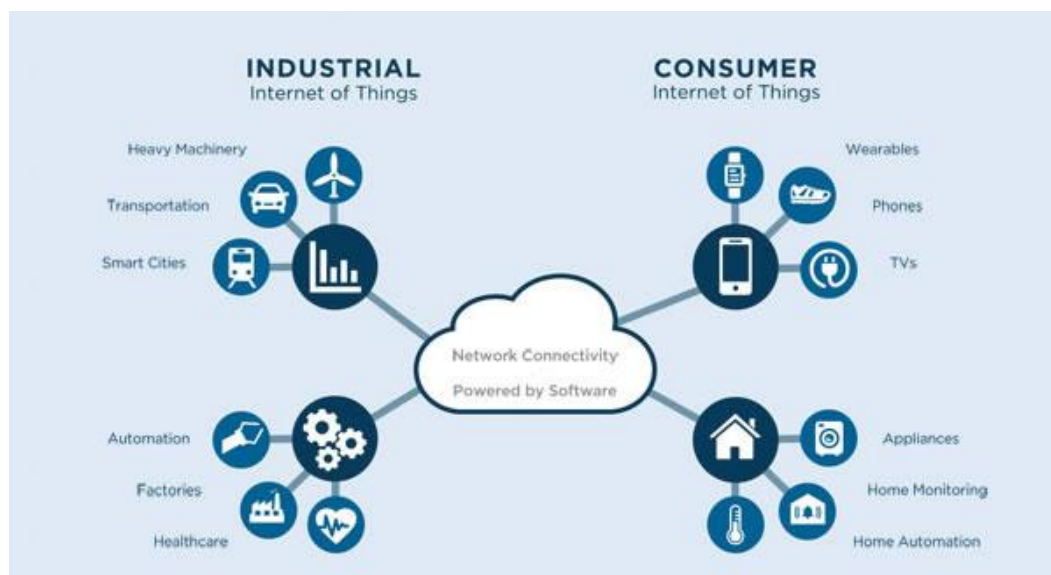 INDUSTRIAL
Internet of Things
Heavy Machinery
Transportation
Smart Cities
Automation
Factories
Healthcare
Network Connectivity
Powered by Software
CONSUMER
Internet of Things
Wearables
Phones
TVs
Appliances
Home Monitoring
Home Automation